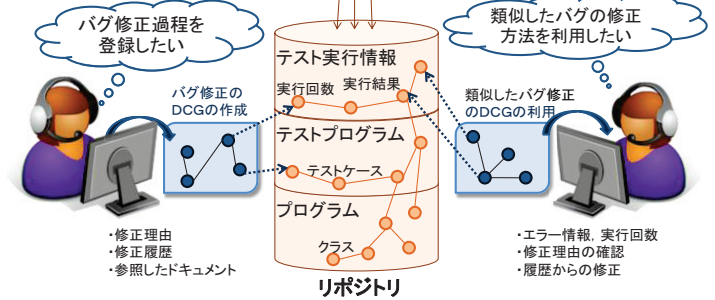 バグ修正過程を
登録したい
類似したバグの修正
方法を利用したい
テスト実行情報
実行回数
実行結果
バグ修正の
DCGの作成
類似したバグ修正
のDCGの利用
テストプログラム
テストケース
プログラム
クラス
・修正理由
・修正履歴
・参照したドキュメント
・エラー情報，実行回数
・修正理由の確認
・履歴からの修正
リポジトリ